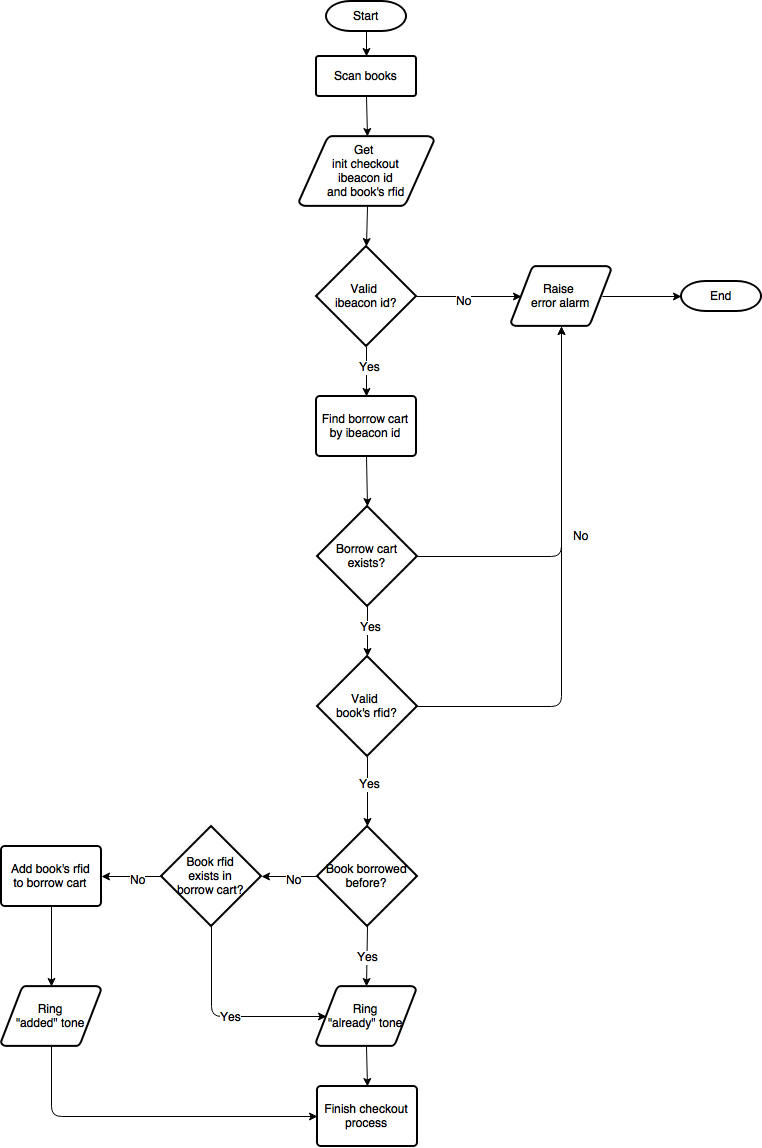 Start
Scan books
Get
init checkout
ibeacon id
and book's rfid
Valid
ibeacon id?
No
Raise
error alarm
End
Yes
Find borrow cart
by ibeacon id
Borrow cart
exists?
No
Yes
Valid
book's rfid?
Yes
Book borrowed
before?
No
Book rfid
exists in
borrow cart?
No
Add book's rfid
to borrow cart
Yes
Ring
"added" tone
Yes
Ring
"already" tone
Finish checkout
process